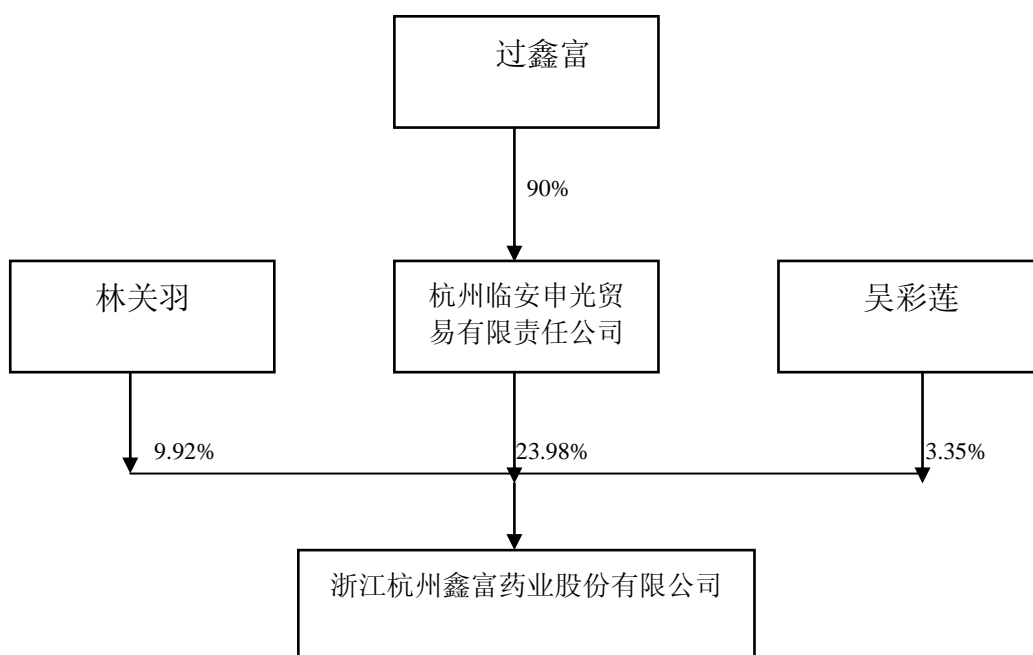 过鑫富
90%
林关羽
杭州临安申光贸
易有限责任公司
吴彩莲
9.92%
23.98%
3.35%
浙江杭州鑫富药业股份有限公司